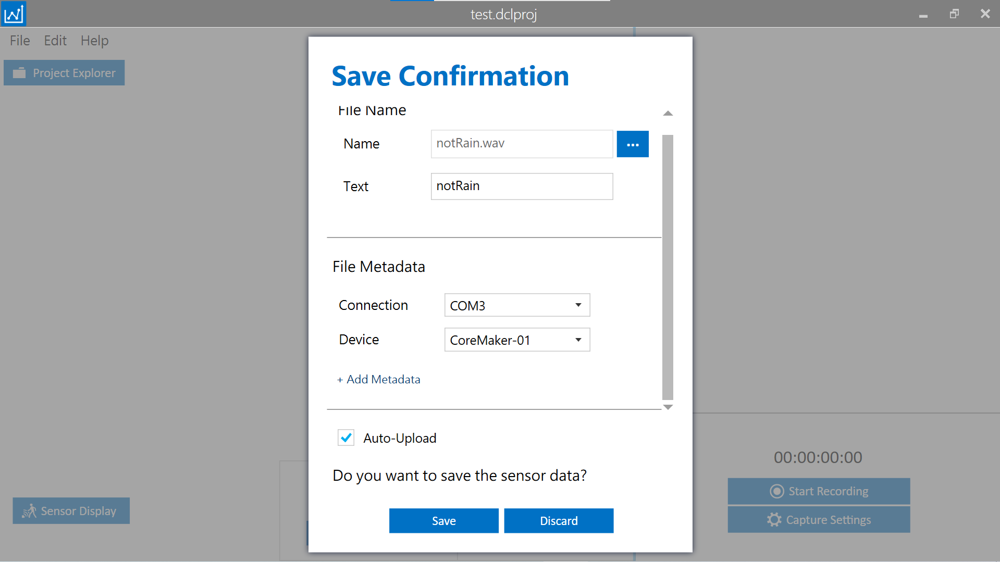 test.dclproj
File Edit Help
Project Explorer
Save Confirmation
File Name
Name notRain.wav ...
Text notRain
File Metadata
Connection COM3
Device CoreMaker-01
+ Add Metadata
Auto-Upload
Do you want to save the sensor data?
Save Discard
00:00:00:00
Start Recording
Capture Settings
Sensor Display